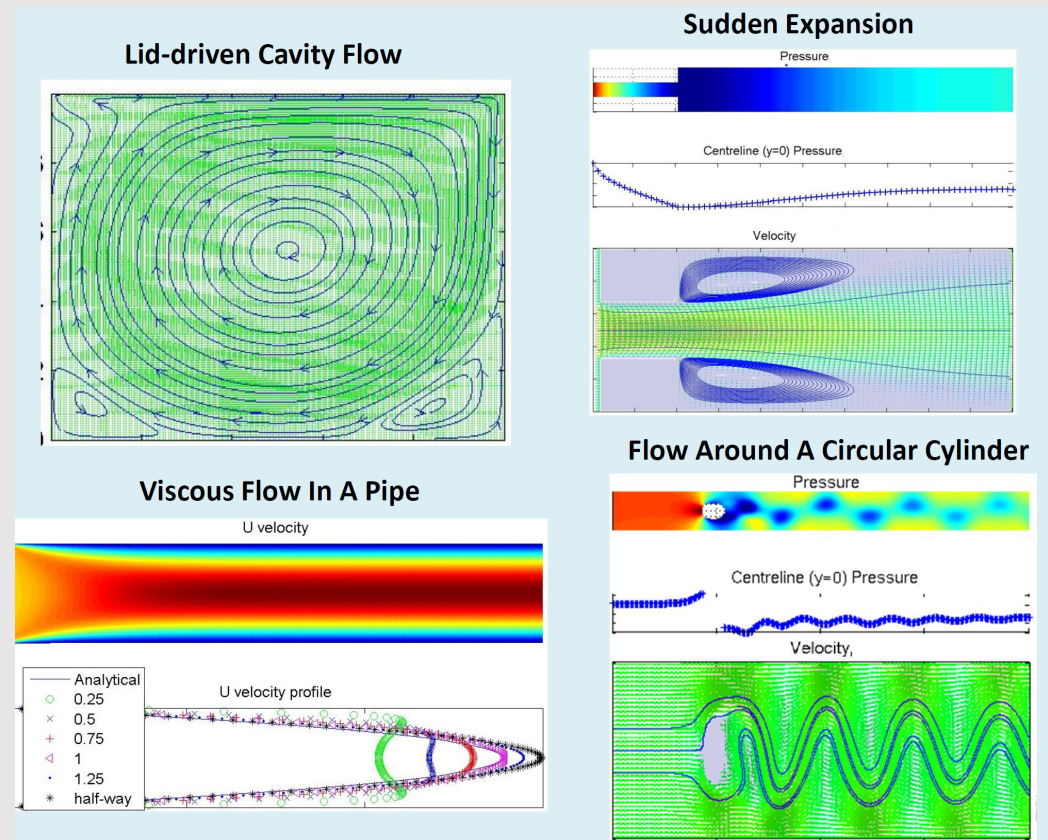 Lid-driven Cavity Flow
Sudden Expansion
Pressure
Centreline (y=0) Pressure
Velocity
Viscous Flow In A Pipe
U velocity
U velocity profile
Analytical
0.25
0.5
0.75
1
1.25
half-way
Flow Around A Circular Cylinder
Pressure
Centreline (y=0) Pressure
Velocity,